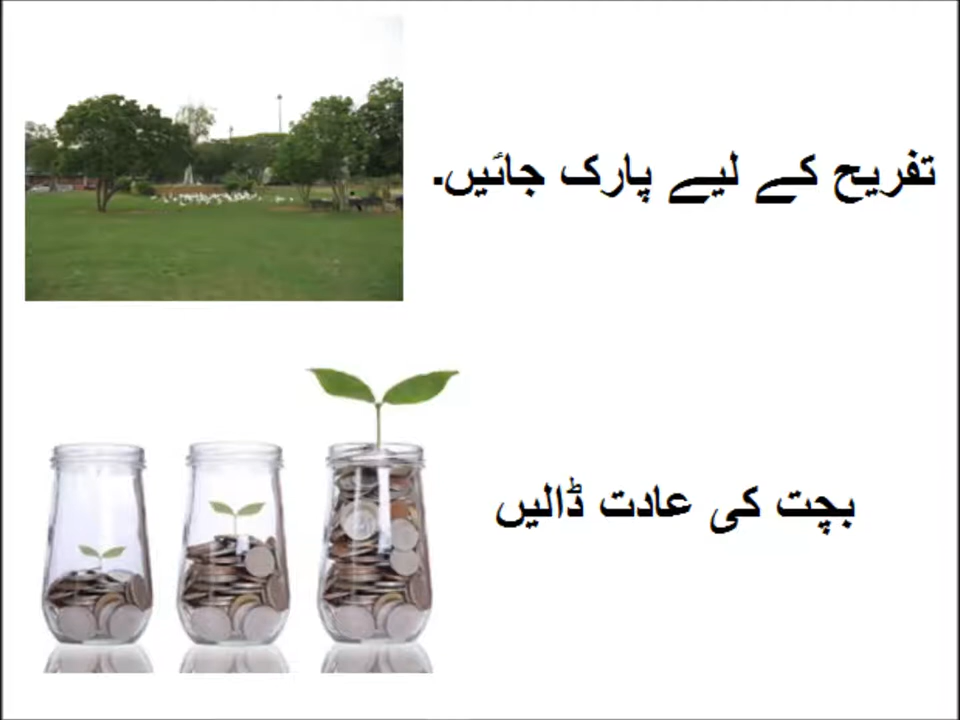 تفریح کے لیے پارک جائیں۔
بچت کی عادت ڈالیں